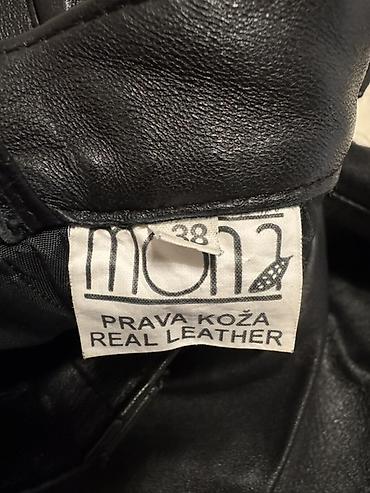 38
mona
PRAVA KOŽA
REAL LEATHER